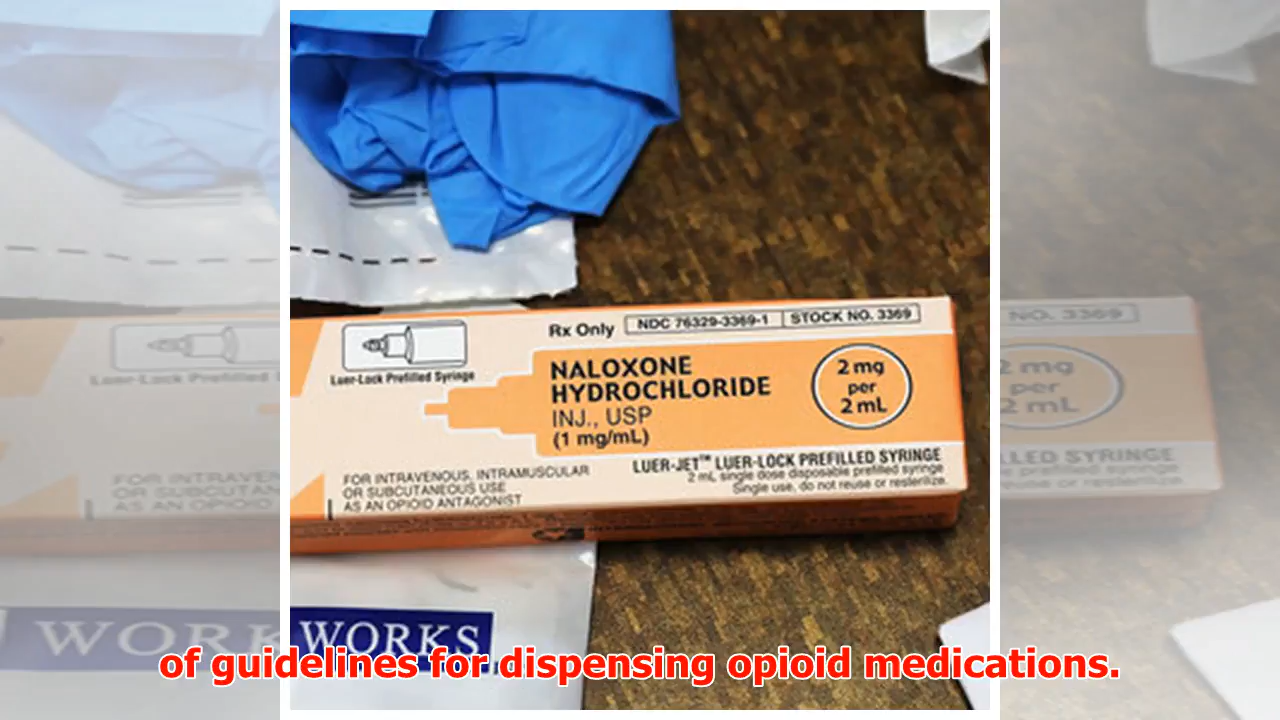 Rx Only
NDC 76329-3369-1
STOCK NO. 3369
Luer-Lock Prefilled Syringe
NALOXONE
HYDROCHLORIDE
INJ., USP
(1 mg/mL)
2 mg
per
2 mL
LUER-JET™ LUER-LOCK PREFILLED SYRINGE
2 mL single dose disposable prefilled syringe
Single use, do not reuse or resterilize.
FOR INTRAVENOUS, INTRAMUSCULAR
OR SUBCUTANEOUS USE
AS AN OPIOID ANTAGONIST
WORKS
of guidelines for dispensing opioid medications.